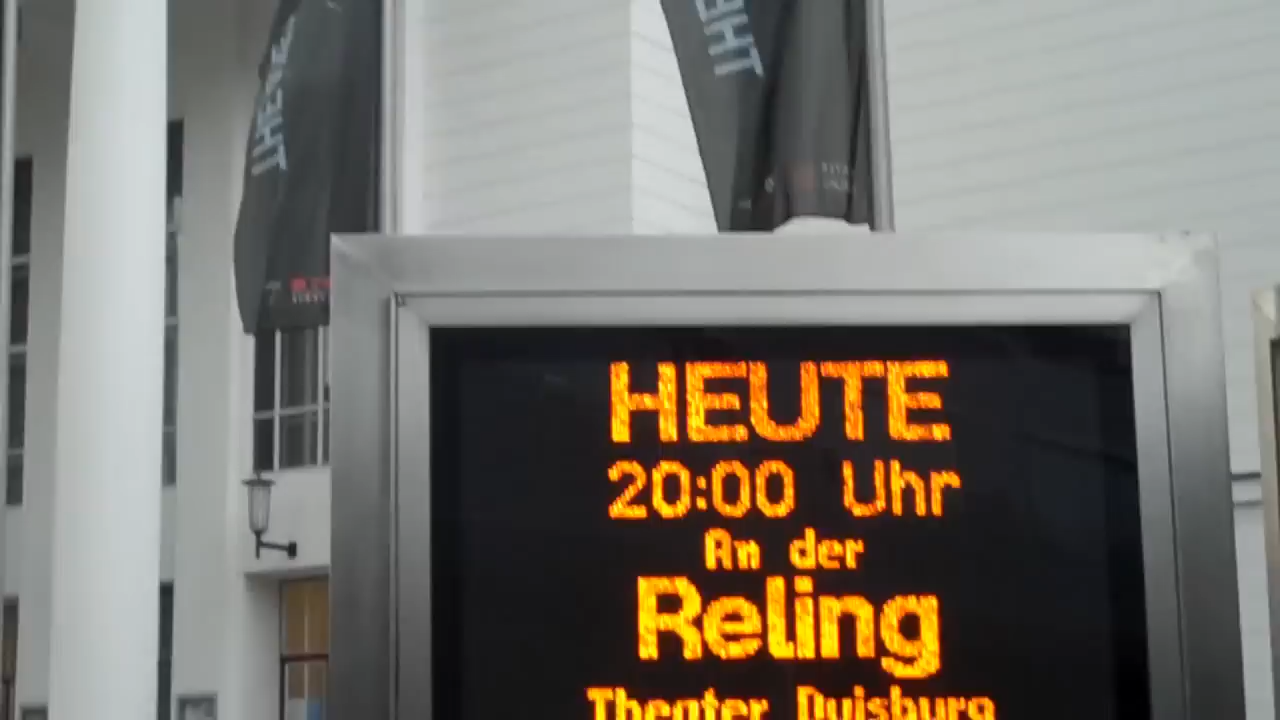 HEUTE
20:00 Uhr
An der
Reling
Theater Duisburg